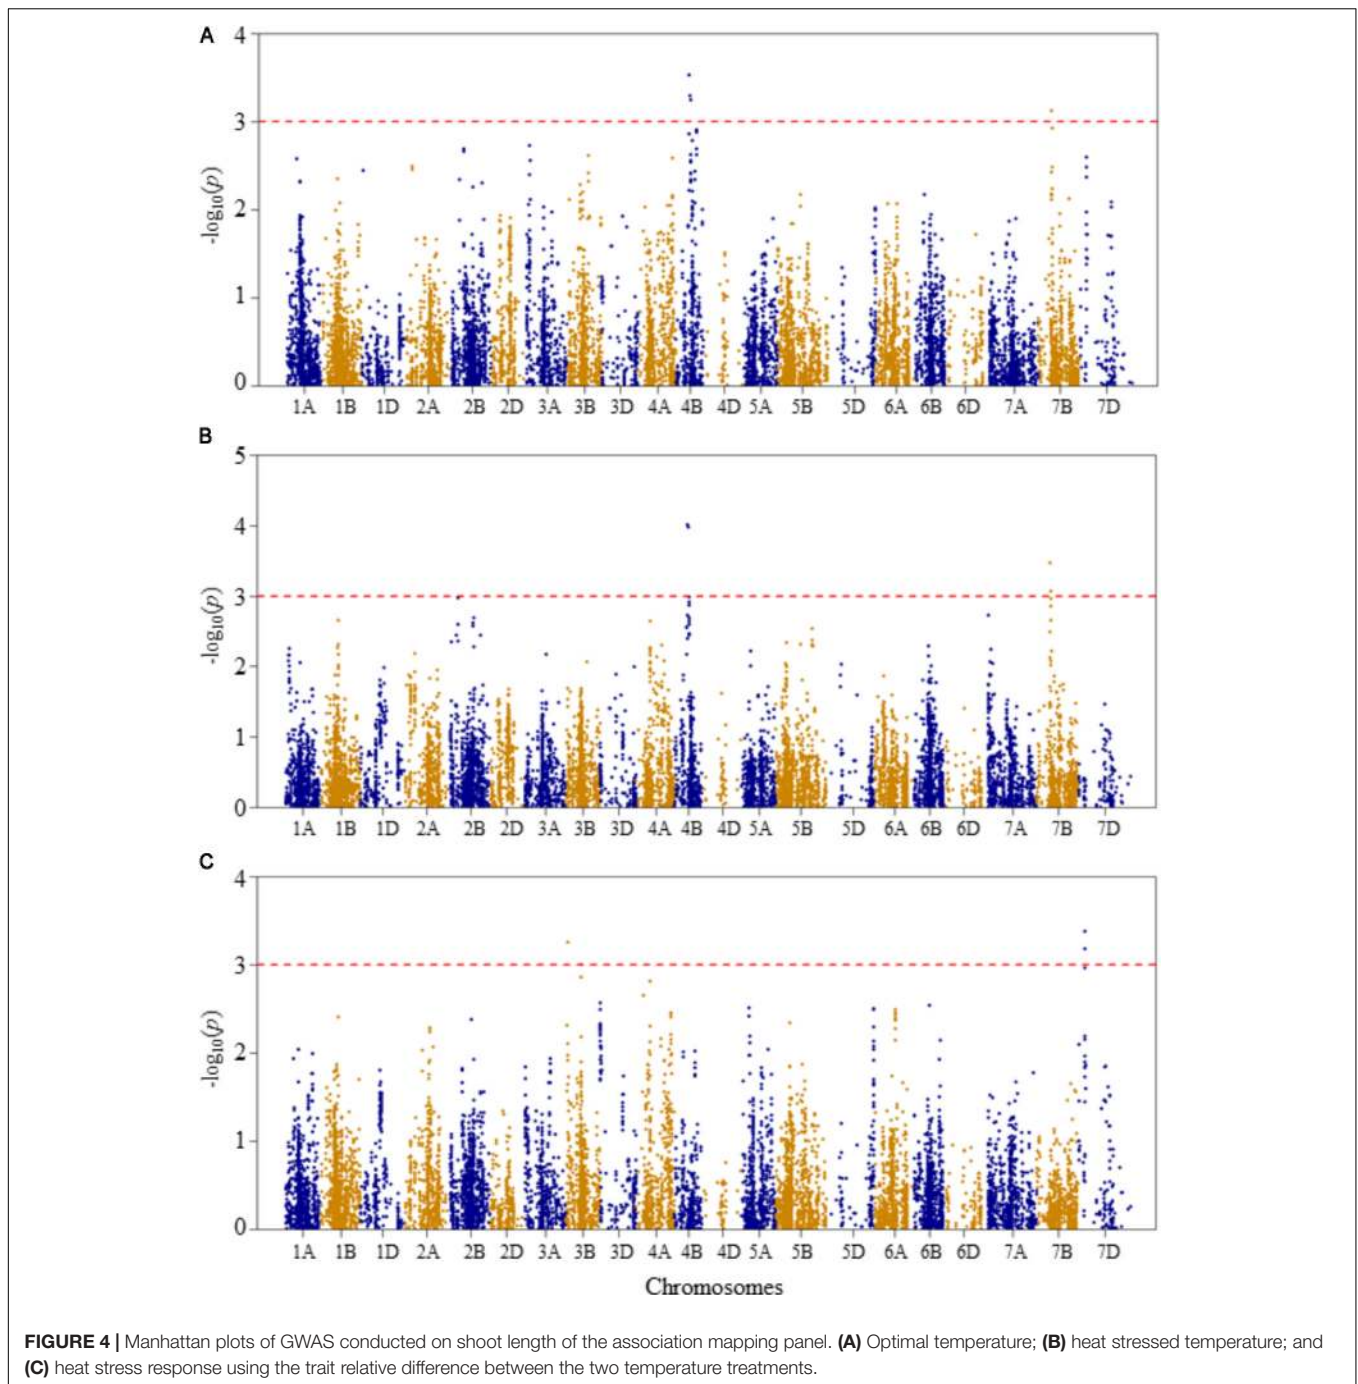 A
4
3
2
1
0
-log10(p)
1A 1B 1D 2A 2B 2D 3A 3B 3D 4A 4B 4D 5A 5B 5D 6A 6B 6D 7A 7B 7D
B
5
4
3
2
1
0
-log10(p)
1A 1B 1D 2A 2B 2D 3A 3B 3D 4A 4B 4D 5A 5B 5D 6A 6B 6D 7A 7B 7D
C
4
3
2
1
0
-log10(p)
1A 1B 1D 2A 2B 2D 3A 3B 3D 4A 4B 4D 5A 5B 5D 6A 6B 6D 7A 7B 7D
Chromosomes
FIGURE 4 | Manhattan plots of GWAS conducted on shoot length of the association mapping panel. (A) Optimal temperature; (B) heat stressed temperature; and
(C) heat stress response using the trait relative difference between the two temperature treatments.